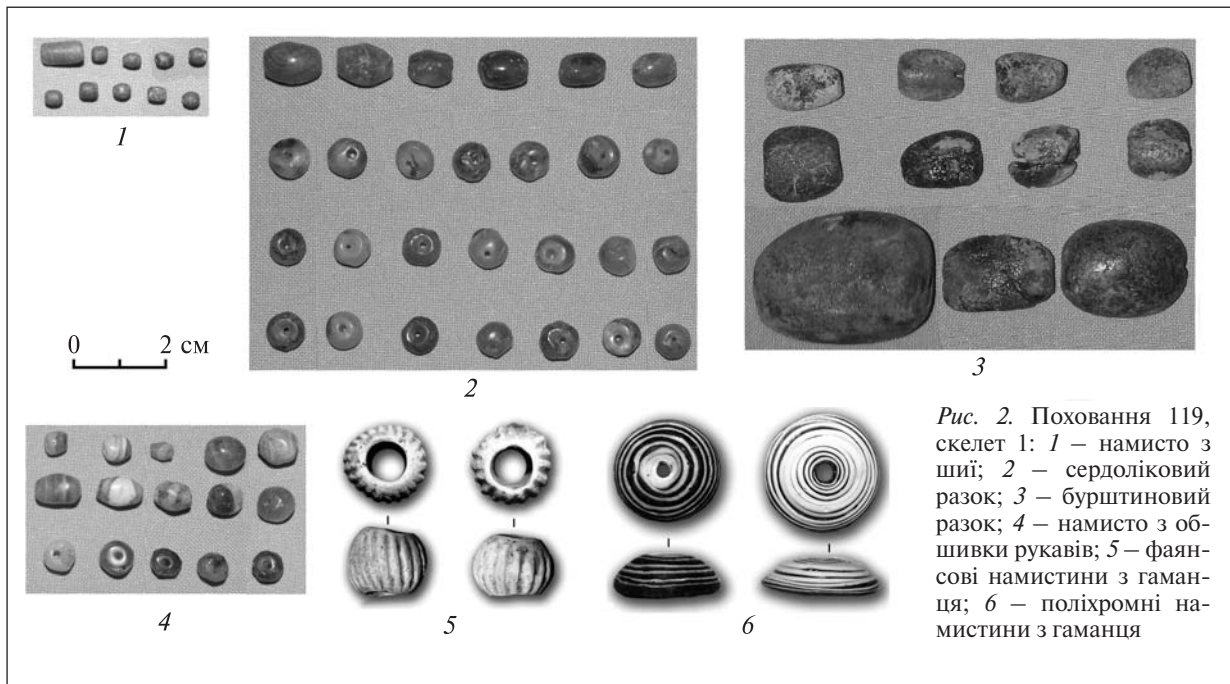 1
2
3
0 2 см
4
5
6
Рис. 2. Поховання 119,
скелет 1: 1 – намисто з
шиї; 2 – сердоліковий
разок; 3 – бурштиновий
разок; 4 – намисто з об-
шивки рукавів; 5 – фаян-
сові намистини з гаман-
ця; 6 – поліхромні на-
мистини з гаманця